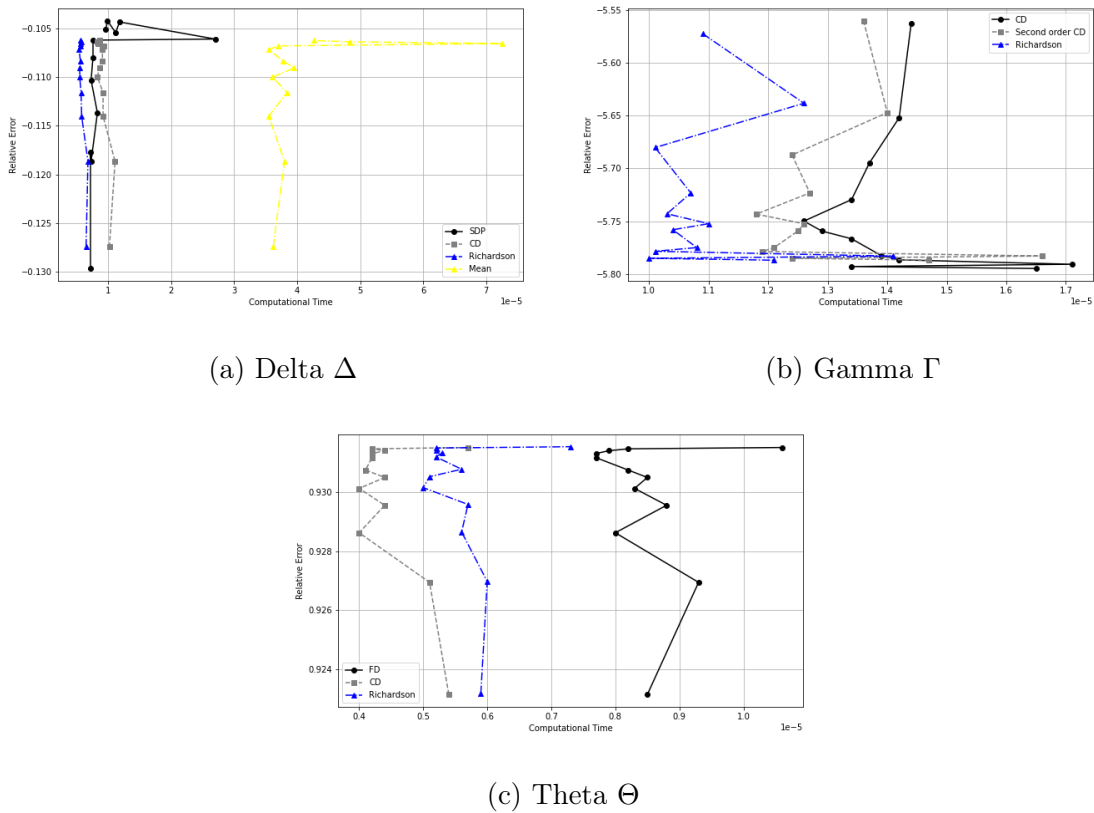 −0.105
−0.110
−0.115
−0.120
−0.125
−0.130
Relative Error
1
2
3
4
5
6
7
1e−5
Computational Time
SDP
CD
Richardson
Mean
(a) Delta Δ
−5.55
−5.60
−5.65
−5.70
−5.75
−5.80
Relative Error
1.0
1.1
1.2
1.3
1.4
1.5
1.6
1.7
1e−5
Computational Time
CD
Second order CD
Richardson
(b) Gamma Γ
0.930
0.928
0.926
0.924
Relative Error
0.4
0.5
0.6
0.7
0.8
0.9
1.0
1e−5
Computational Time
FD
CD
Richardson
(c) Theta Θ